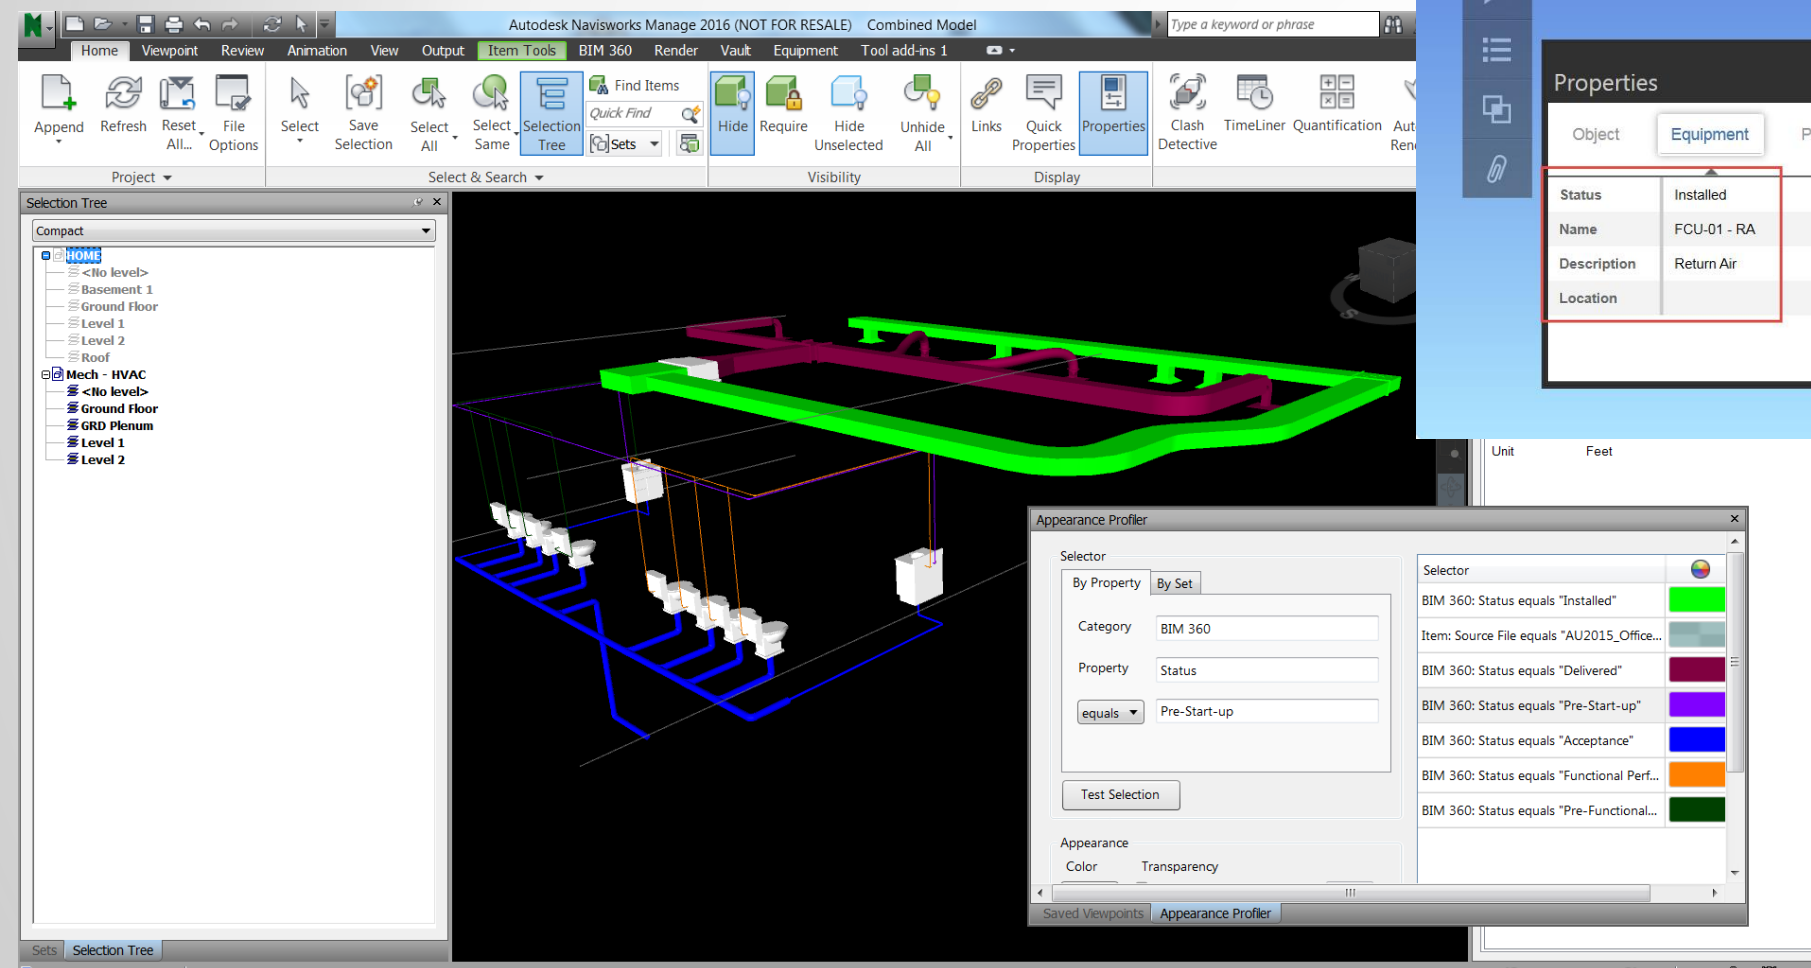 Autodesk Navisworks Manage 2016 (NOT FOR RESALE) Combined Model
Type a keyword or phrase
Home Viewpoint Review Animation View Output Item Tools BIM 360 Render Vault Equipment Tool add-ins 1
Append Refresh Reset All... File Options
Select Save Selection Select All Select Same Selection Tree
Find Items
Quick Find
Sets
Hide Require Hide Unselected Unhide All
Links Quick Properties Properties
Clash Detective TimeLiner Quantification
Project Select & Search Visibility Display
Selection Tree
Compact
HOME
<No level>
Basement 1
Ground Floor
Level 1
Level 2
Roof
Mech - HVAC
<No level>
Ground Floor
GRD Plenum
Level 1
Level 2
Sets Selection Tree
Properties
Object Equipment P
Status Installed
Name FCU-01 - RA
Description Return Air
Location
Unit Feet
Appearance Profiler
Selector
By Property By Set
Category BIM 360
Property Status
equals Pre-Start-up
Test Selection
Appearance
Color Transparency
Selector
BIM 360: Status equals "Installed"
Item: Source File equals "AU2015_Office...
BIM 360: Status equals "Delivered"
BIM 360: Status equals "Pre-Start-up"
BIM 360: Status equals "Acceptance"
BIM 360: Status equals "Functional Perf...
BIM 360: Status equals "Pre-Functional...
Saved Viewpoints Appearance Profiler